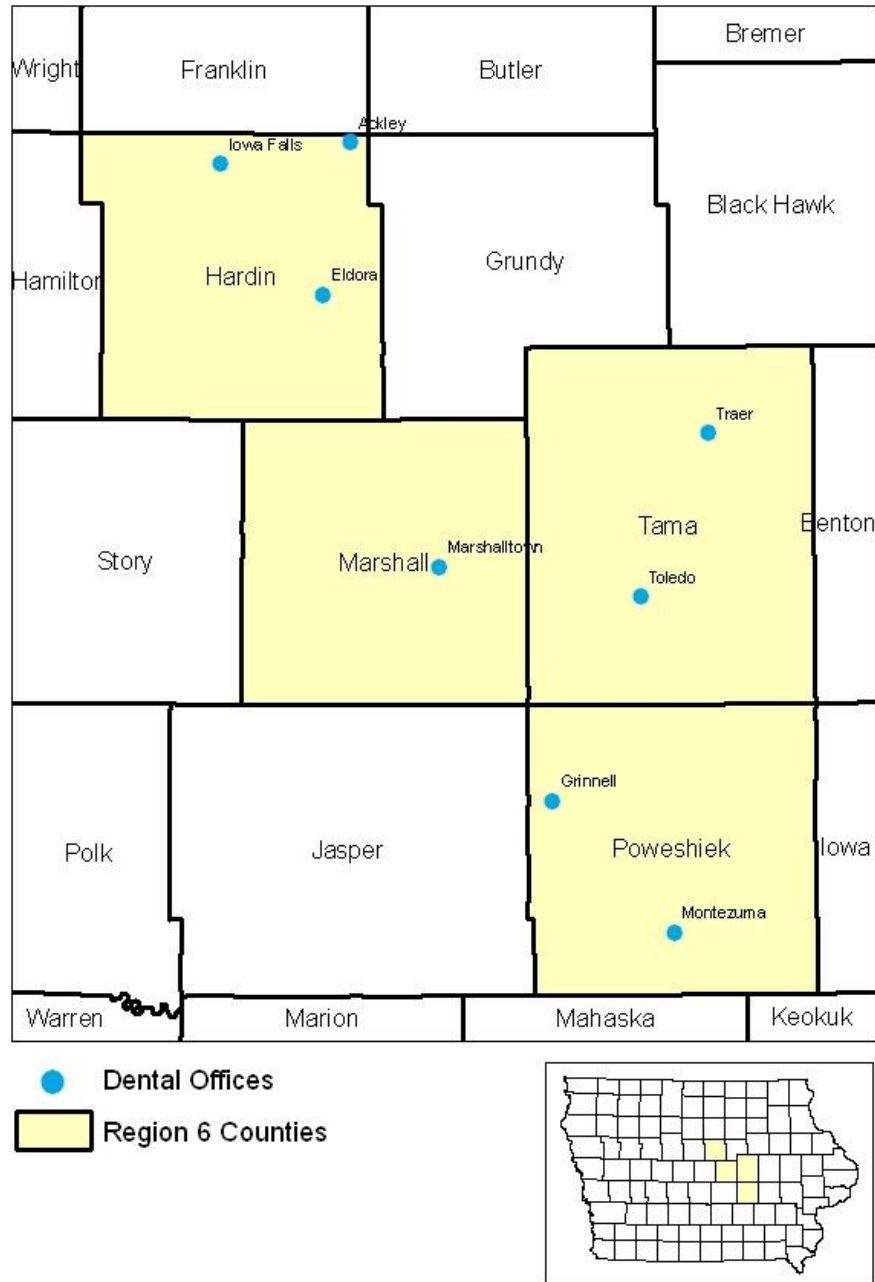 Bremer
Wright
Franklin
Butler
Ackley
Iowa Falls
Black Hawk
Hamilton
Hardin
Eldora
Grundy
Traer
Tama
Benton
Story
Marshall
Marshalltown
Toledo
Grinnell
Polk
Jasper
Poweshiek
Iowa
Montezuma
Warren
Marion
Mahaska
Keokuk
Dental Offices
Region 6 Counties